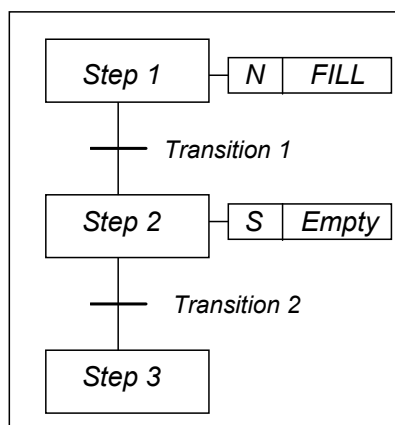 Step 1 N FILL
Transition 1
Step 2 S Empty
Transition 2
Step 3